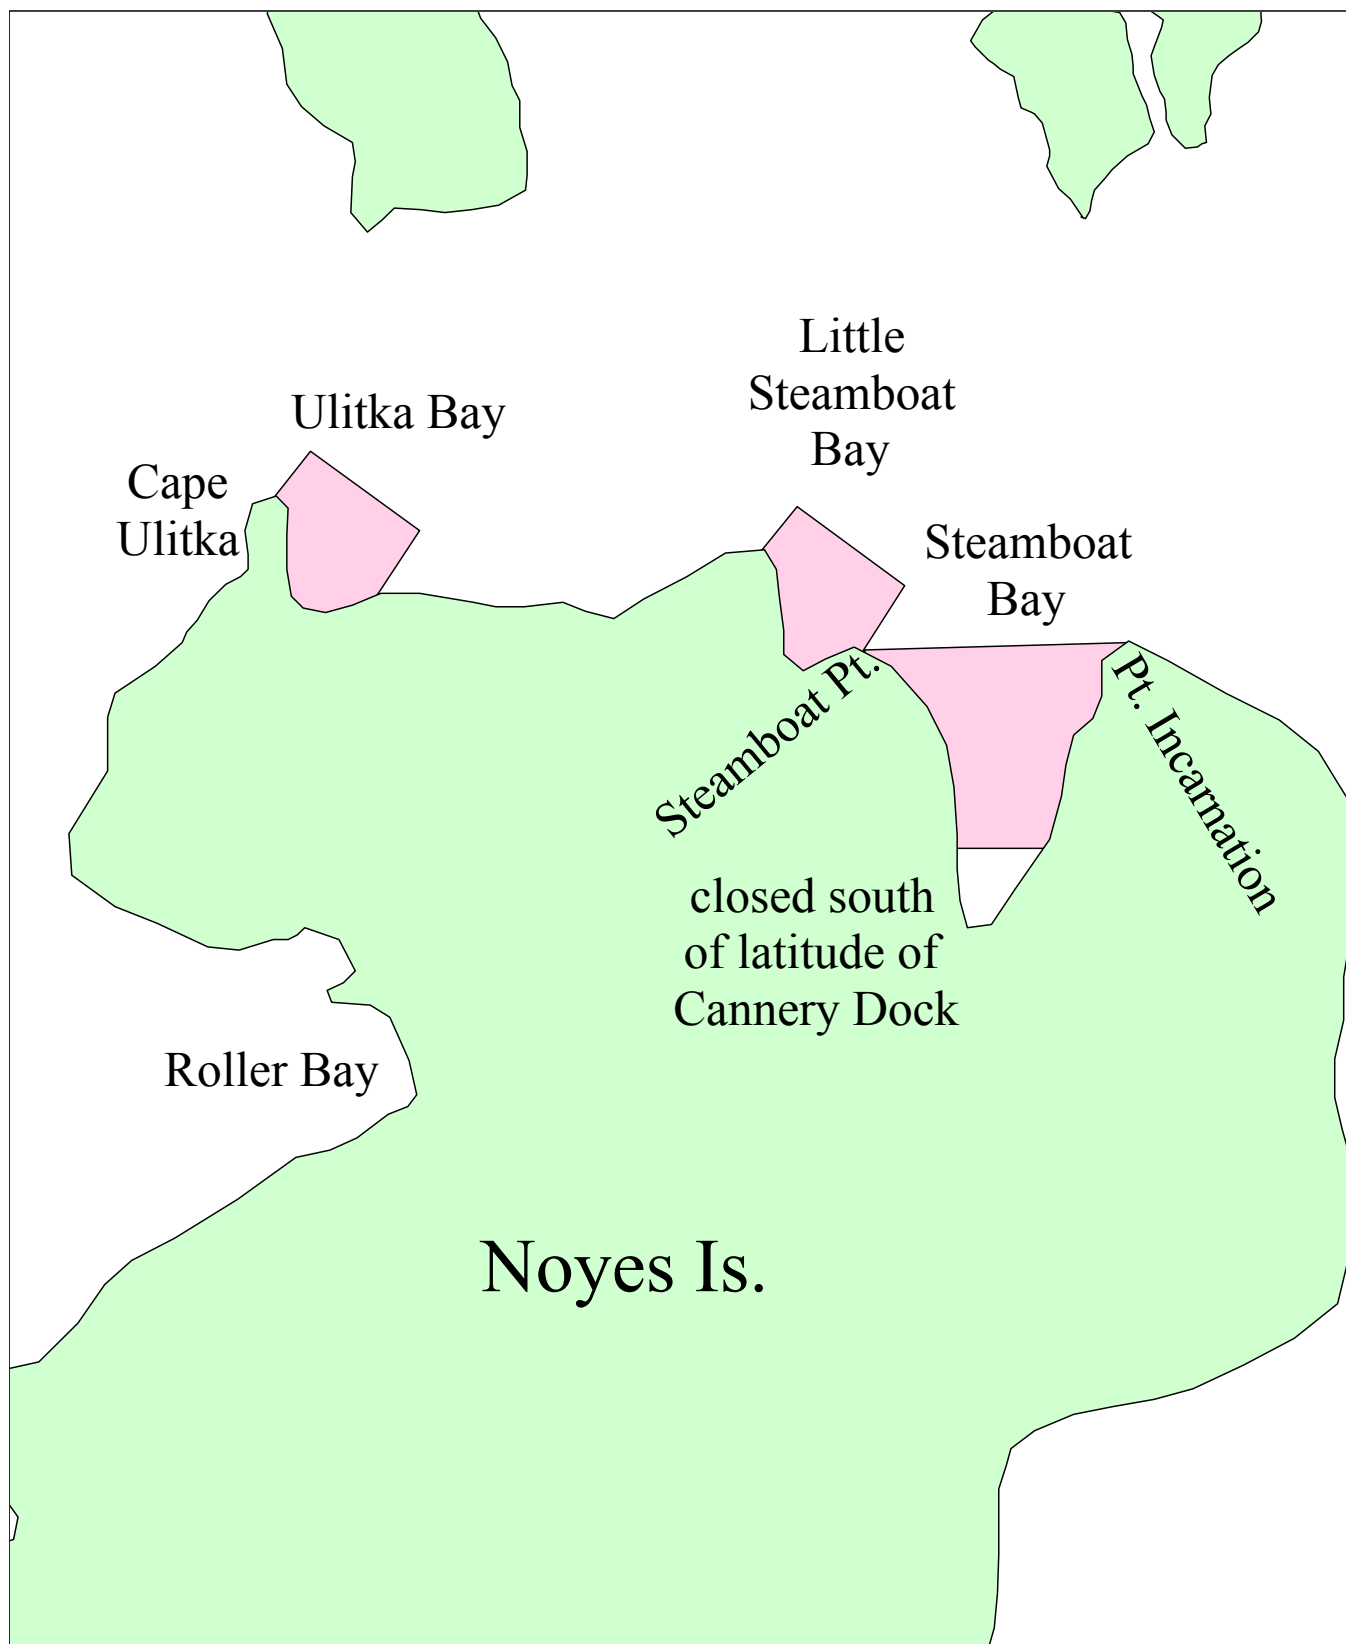 Little
Steamboat
Bay
Ulitka Bay
Cape
Ulitka
Steamboat
Bay
Steamboat Pt.
Pt. Incarnation
closed south
of latitude of
Cannery Dock
Roller Bay
Noyes Is.